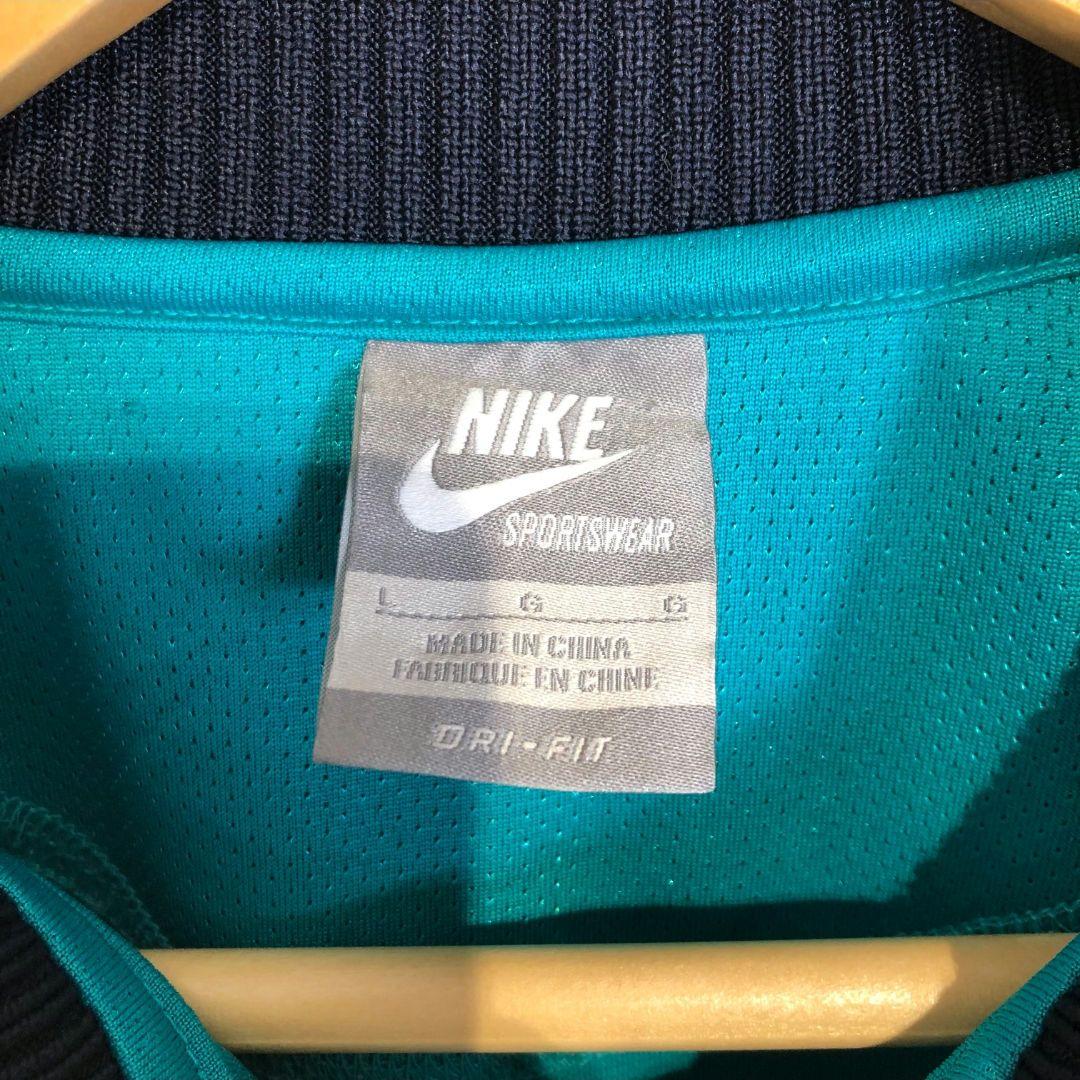 NIKE
SPORTSWEAR
L G G
MADE IN CHINA
FABRIQUE EN CHINE
DRI-FIT